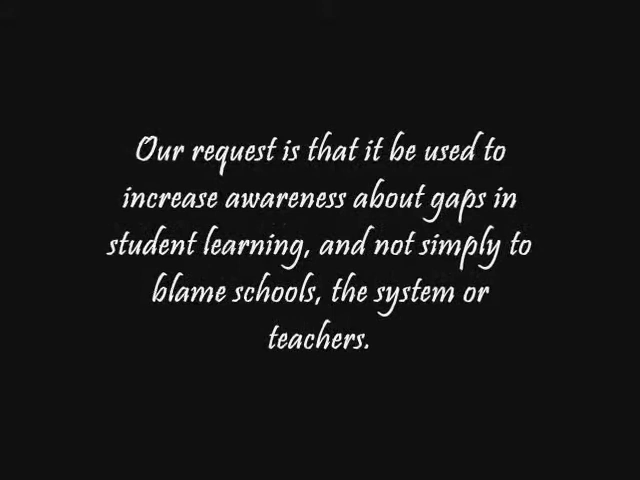 Our request is that it be used to
increase awareness about gaps in
student learning, and not simply to
blame schools, the system or
teachers.